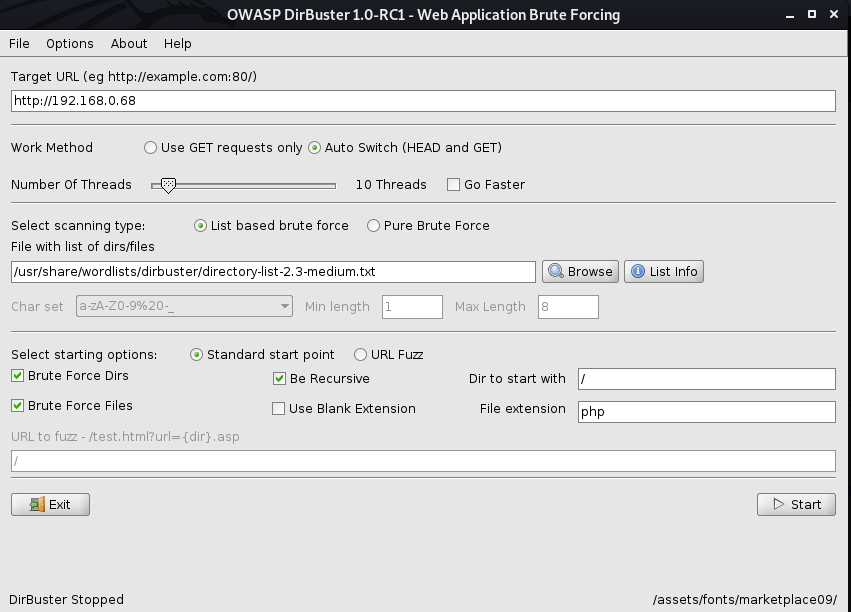 OWASP DirBuster 1.0-RC1 - Web Application Brute Forcing
File Options About Help
Target URL (eg http://example.com:80/)
http://192.168.0.68
Work Method Use GET requests only Auto Switch (HEAD and GET)
Number Of Threads 10 Threads Go Faster
Select scanning type: List based brute force Pure Brute Force
File with list of dirs/files
/usr/share/wordlists/dirbuster/directory-list-2.3-medium.txt Browse List Info
Char set a-zA-Z0-9%20-_ Min length 1 Max Length 8
Select starting options: Standard start point URL Fuzz
Brute Force Dirs Be Recursive Dir to start with /
Brute Force Files Use Blank Extension File extension php
URL to fuzz - /test.html?url={dir}.asp
/
Exit Start
DirBuster Stopped /assets/fonts/marketplace09/